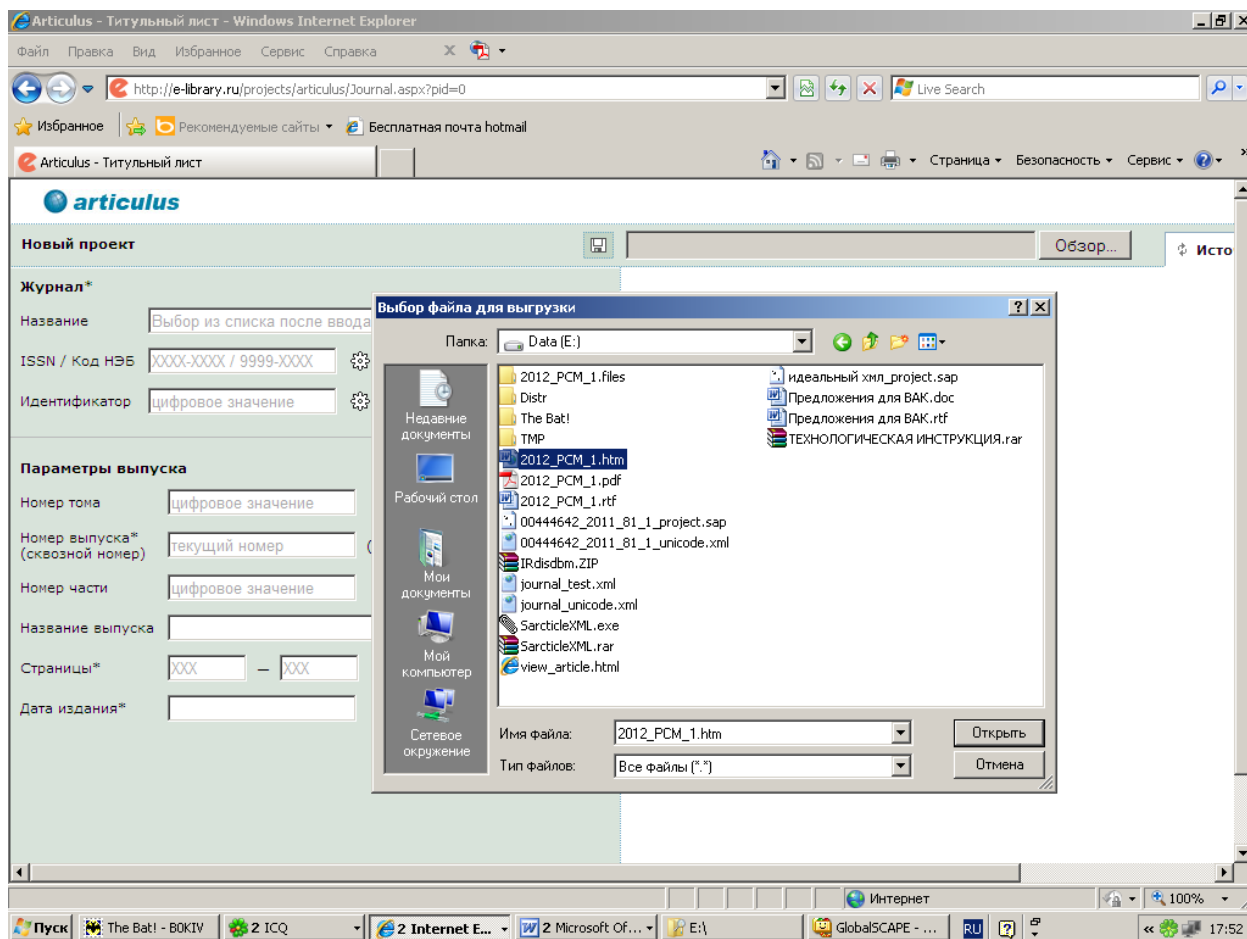 Articulus - Титульный лист - Windows Internet Explorer
Файл Правка Вид Избранное Сервис Справка
http://e-library.ru/projects/articulus/Journal.aspx?pid=0
Live Search
Избранное Рекомендуемые сайты Бесплатная почта hotmail
Articulus - Титульный лист
Страница Безопасность Сервис
articulus
Новый проект
Обзор...
Исто
Журнал*
Название Выбор из списка после ввода
ISSN / Код НЭБ XXXX-XXXX / 9999-XXXX
Идентификатор цифровое значение
Параметры выпуска
Номер тома цифровое значение
Номер выпуска*
(сквозной номер) текущий номер (
Номер части цифровое значение
Название выпуска
Страницы* XXX — XXX
Дата издания*
Выбор файла для выгрузки
Папка: Data (E:)
Недавние документы
Рабочий стол
Мои документы
Мой компьютер
Сетевое окружение
2012_PCM_1.files
Distr
The Bat!
TMP
2012_PCM_1.htm
2012_PCM_1.pdf
2012_PCM_1.rtf
00444642_2011_81_1_project.sap
00444642_2011_81_1_unicode.xml
IRdisdbm.ZIP
journal_test.xml
journal_unicode.xml
SarcticleXML.exe
SarcticleXML.rar
view_article.html
идеальный хмл_project.sap
Предложения для ВАК.doc
Предложения для ВАК.rtf
ТЕХНОЛОГИЧЕСКАЯ ИНСТРУКЦИЯ.rar
Имя файла: 2012_PCM_1.htm Открыть
Тип файлов: Все файлы (*.*) Отмена
Интернет 100%
Пуск The Bat! - BOKIV 2 ICQ 2 Internet E... 2 Microsoft Of... E:\ GlobalSCAPE - ... RU 17:52